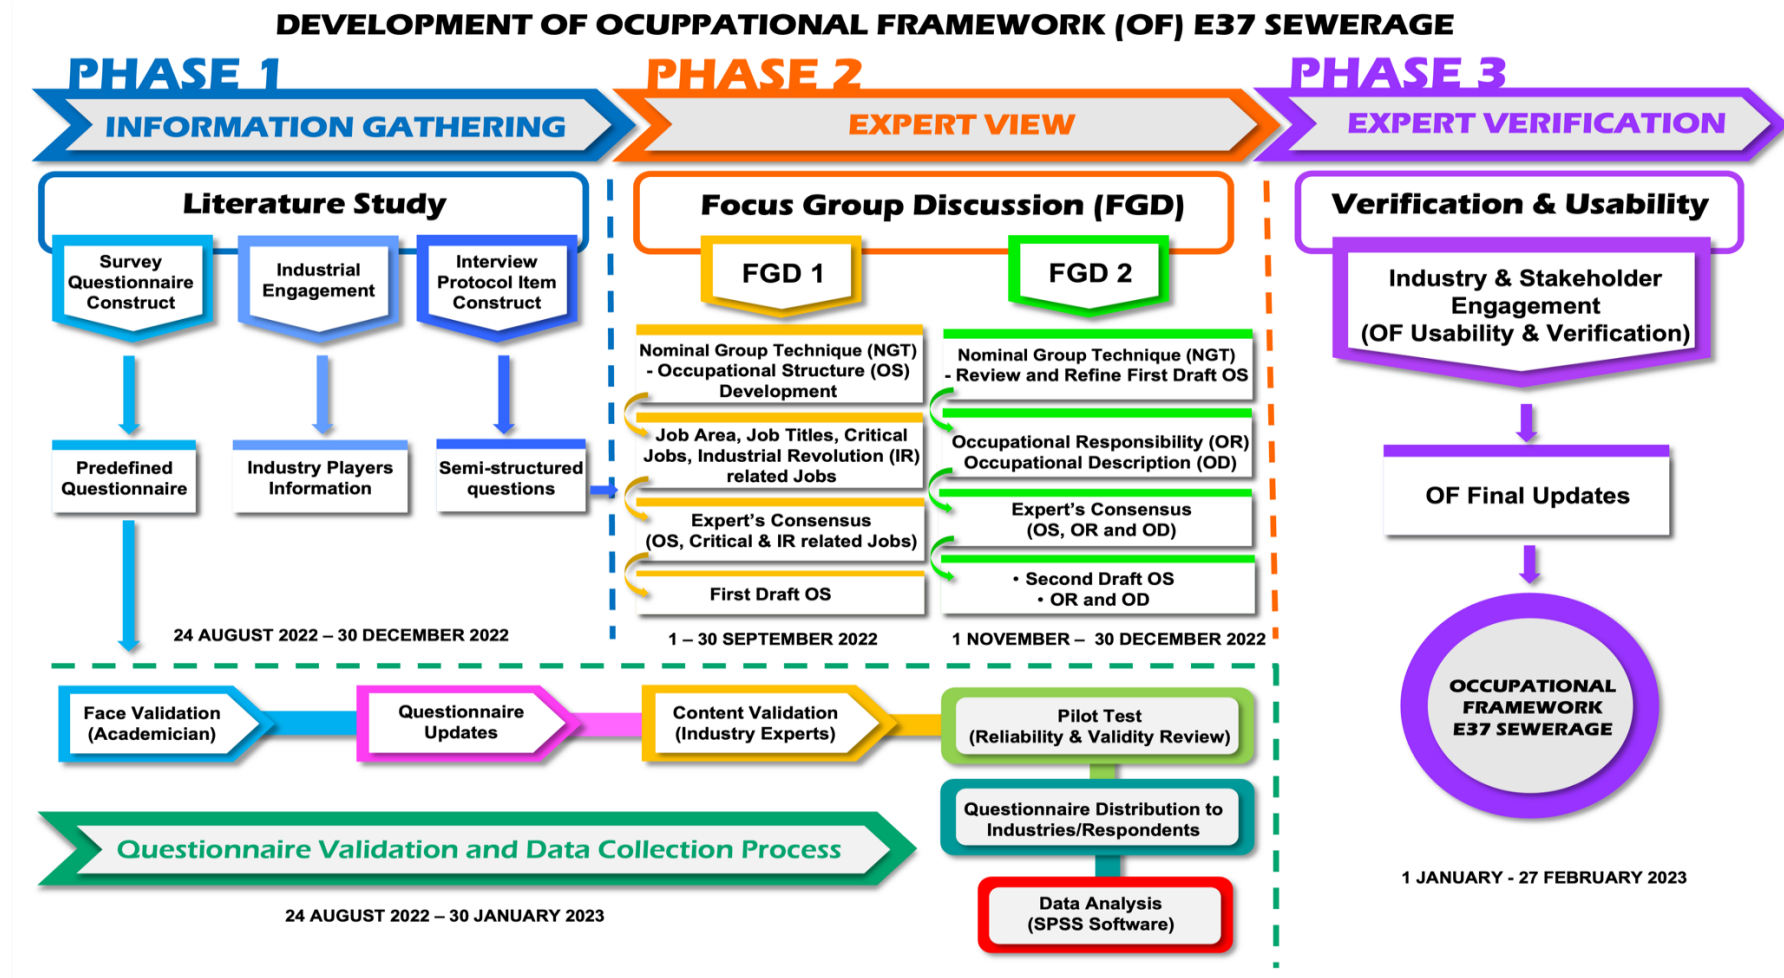 DEVELOPMENT OF OCUPPATIONAL FRAMEWORK (OF) E37 SEWERAGE
PHASE 1
INFORMATION GATHERING
Literature Study
Survey
Questionnaire
Construct
Industrial
Engagement
Interview
Protocol Item
Construct
Predefined
Questionnaire
Industry Players
Information
Semi-structured
questions
24 AUGUST 2022 – 30 DECEMBER 2022
PHASE 2
EXPERT VIEW
Focus Group Discussion (FGD)
FGD 1
Nominal Group Technique (NGT)
- Occupational Structure (OS)
Development
Job Area, Job Titles, Critical
Jobs, Industrial Revolution (IR)
related Jobs
Expert’s Consensus
(OS, Critical & IR related Jobs)
First Draft OS
1 – 30 SEPTEMBER 2022
FGD 2
Nominal Group Technique (NGT)
- Review and Refine First Draft OS
Occupational Responsibility (OR)
Occupational Description (OD)
Expert’s Consensus
(OS, OR and OD)
• Second Draft OS
• OR and OD
1 NOVEMBER – 30 DECEMBER 2022
PHASE 3
EXPERT VERIFICATION
Verification & Usability
Industry & Stakeholder
Engagement
(OF Usability & Verification)
OF Final Updates
OCCUPATIONAL
FRAMEWORK
E37 SEWERAGE
1 JANUARY - 27 FEBRUARY 2023
Face Validation
(Academician)
Questionnaire
Updates
Content Validation
(Industry Experts)
Pilot Test
(Reliability & Validity Review)
Questionnaire Distribution to
Industries/Respondents
Data Analysis
(SPSS Software)
Questionnaire Validation and Data Collection Process
24 AUGUST 2022 – 30 JANUARY 2023